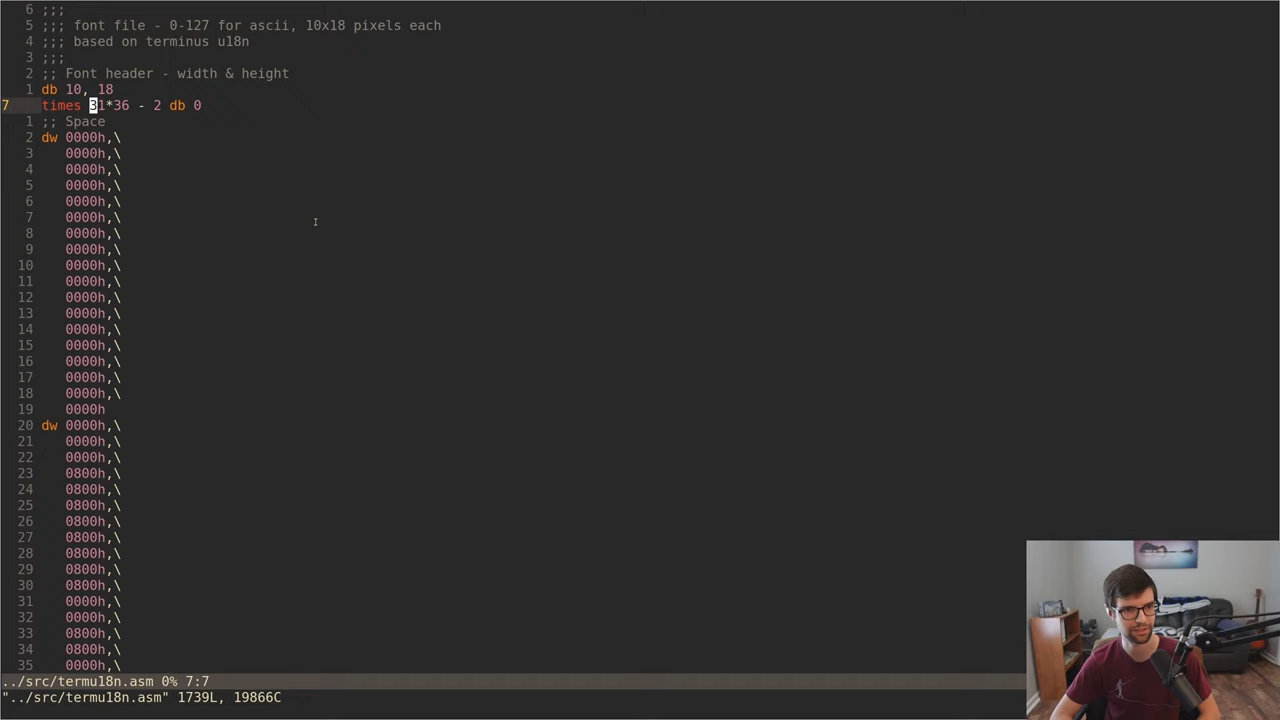 6 ;;;
5 ;;; font file - 0-127 for ascii, 10x18 pixels each
4 ;;; based on terminus u18n
3 ;;;
2 ;; Font header - width & height
1 db 10, 18
7 times 31*36 - 2 db 0
1 ;; Space
2 dw 0000h,\
3 0000h,\
4 0000h,\
5 0000h,\
6 0000h,\
7 0000h,\
8 0000h,\
9 0000h,\
10 0000h,\
11 0000h,\
12 0000h,\
13 0000h,\
14 0000h,\
15 0000h,\
16 0000h,\
17 0000h,\
18 0000h,\
19 0000h
20 dw 0000h,\
21 0000h,\
22 0000h,\
23 0800h,\
24 0800h,\
25 0800h,\
26 0800h,\
27 0800h,\
28 0800h,\
29 0800h,\
30 0800h,\
31 0000h,\
32 0000h,\
33 0800h,\
34 0800h,\
35 0000h,\
../src/termu18n.asm 0% 7:7
"../src/termu18n.asm" 1739L, 19866C